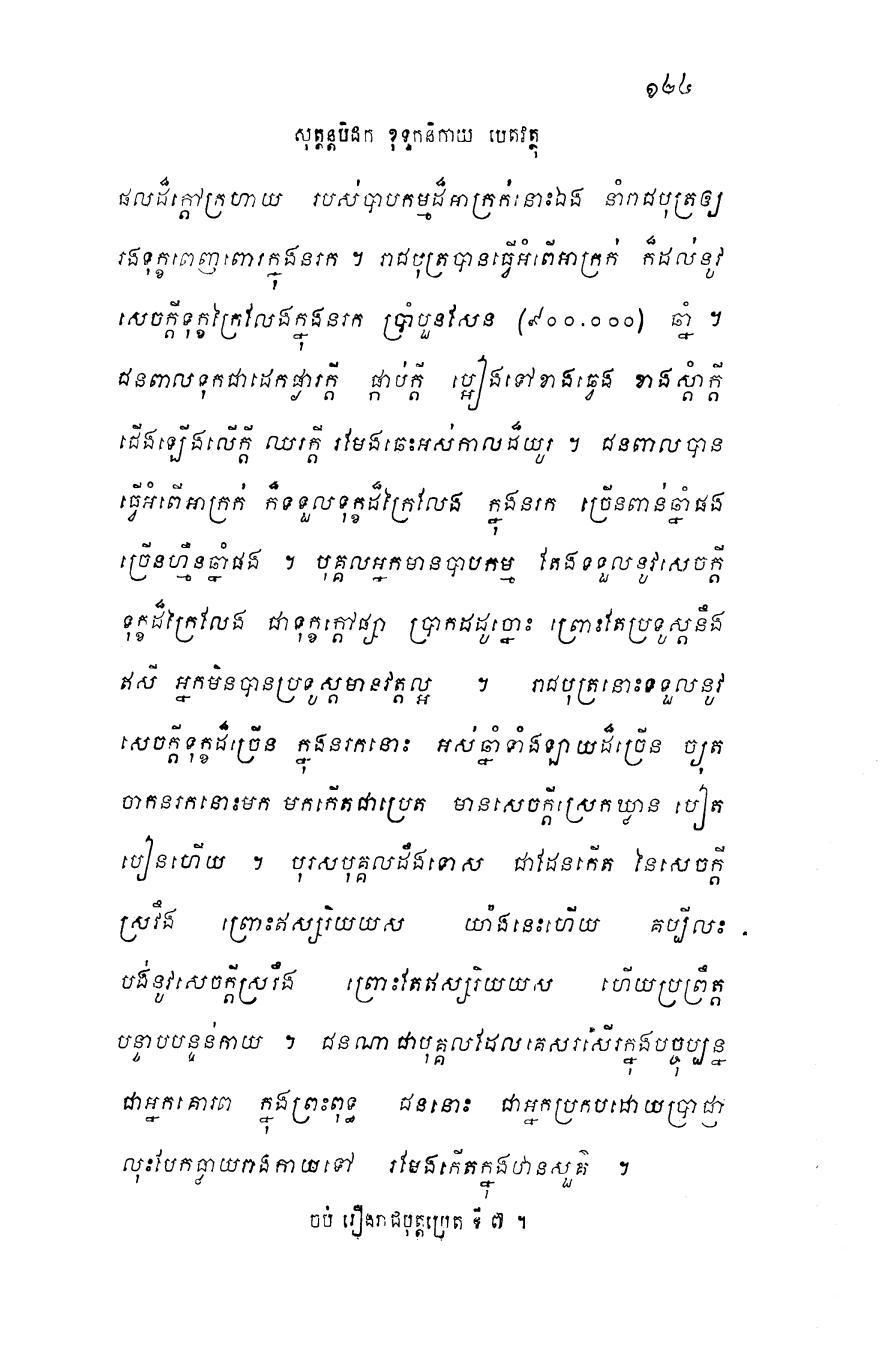 ១២៤
សុត្តន្តបិដក ខុទ្ទកនិកាយ បេតវត្ថុ
ផលដ៏ក្តៅក្រហាយ របស់បាបកម្មដ៏អាក្រក់នោះឯង នាំរាជបុត្រឲ្យ
រងទុក្ខពេញពោរក្នុងនរក ។ រាជបុត្របានធ្វើអំពើអាក្រក់ ក៏ដល់នូវ
សេចក្តីទុក្ខក្រៃលែងក្នុងនរក ប្រាំបួនសែន (៩០០.០០០) ឆ្នាំ ។
ជនពាលទុកជាដេកផ្ងារក្តី ផ្កាប់ក្តី ផ្អៀងទៅខាងឆ្វេង ខាងស្តាំក្តី
ជើងឡើងលើក្តី ឈរក្តី រមែងឆេះអស់កាលដ៏យូរ ។ ជនពាលបាន
ធ្វើអំពើអាក្រក់ ក៏ទទួលទុក្ខដ៏ក្រៃលែង ក្នុងនរក ច្រើនពាន់ឆ្នាំផង
ច្រើនហ្មឺនឆ្នាំផង ។ បុគ្គលអ្នកមានបាបកម្ម តែងទទួលនូវសេចក្តី
ទុក្ខដ៏ក្រៃលែង ជាទុក្ខក្តៅផ្សា ប្រាកដដូច្នោះ ព្រោះតែប្រទូស្តនឹង
ឥសី អ្នកមិនបានប្រទូស្តមានវត្តល្អ ។ រាជបុត្រនោះទទួលនូវ
សេចក្តីទុក្ខដ៏ច្រើន ក្នុងនរកនោះ អស់ឆ្នាំទាំងឡាយដ៏ច្រើន ច្យុត
ចាកនរកនោះមក មកកើតជាប្រេត មានសេចក្តីស្រេកឃ្លាន បៀត
បៀនហើយ ។ បុរសបុគ្គលដឹងទោស ជាដែនកើត នៃសេចក្តី
ស្រវឹង ព្រោះឥស្សរិយយស យ៉ាងនេះហើយ គប្បីលះ
បង់នូវសេចក្តីស្រវឹង ព្រោះតែឥស្សរិយយស ហើយប្រព្រឹត្ត
បន្ទាបបន្ទន់កាយ ។ ជនណាជាបុគ្គលដែលគេសរសើរក្នុងបច្ចុប្បន្ន
ជាអ្នកគោរព ក្នុងព្រះពុទ្ធ ជននោះ ជាអ្នកប្រកបដោយប្រាជ្ញា
លុះបែកធ្លាយរាងកាយទៅ រមែងកើតក្នុងឋានសួគ៌ ។
ចប់ រឿងរាជបុត្តប្រេត ទី ៧ ។